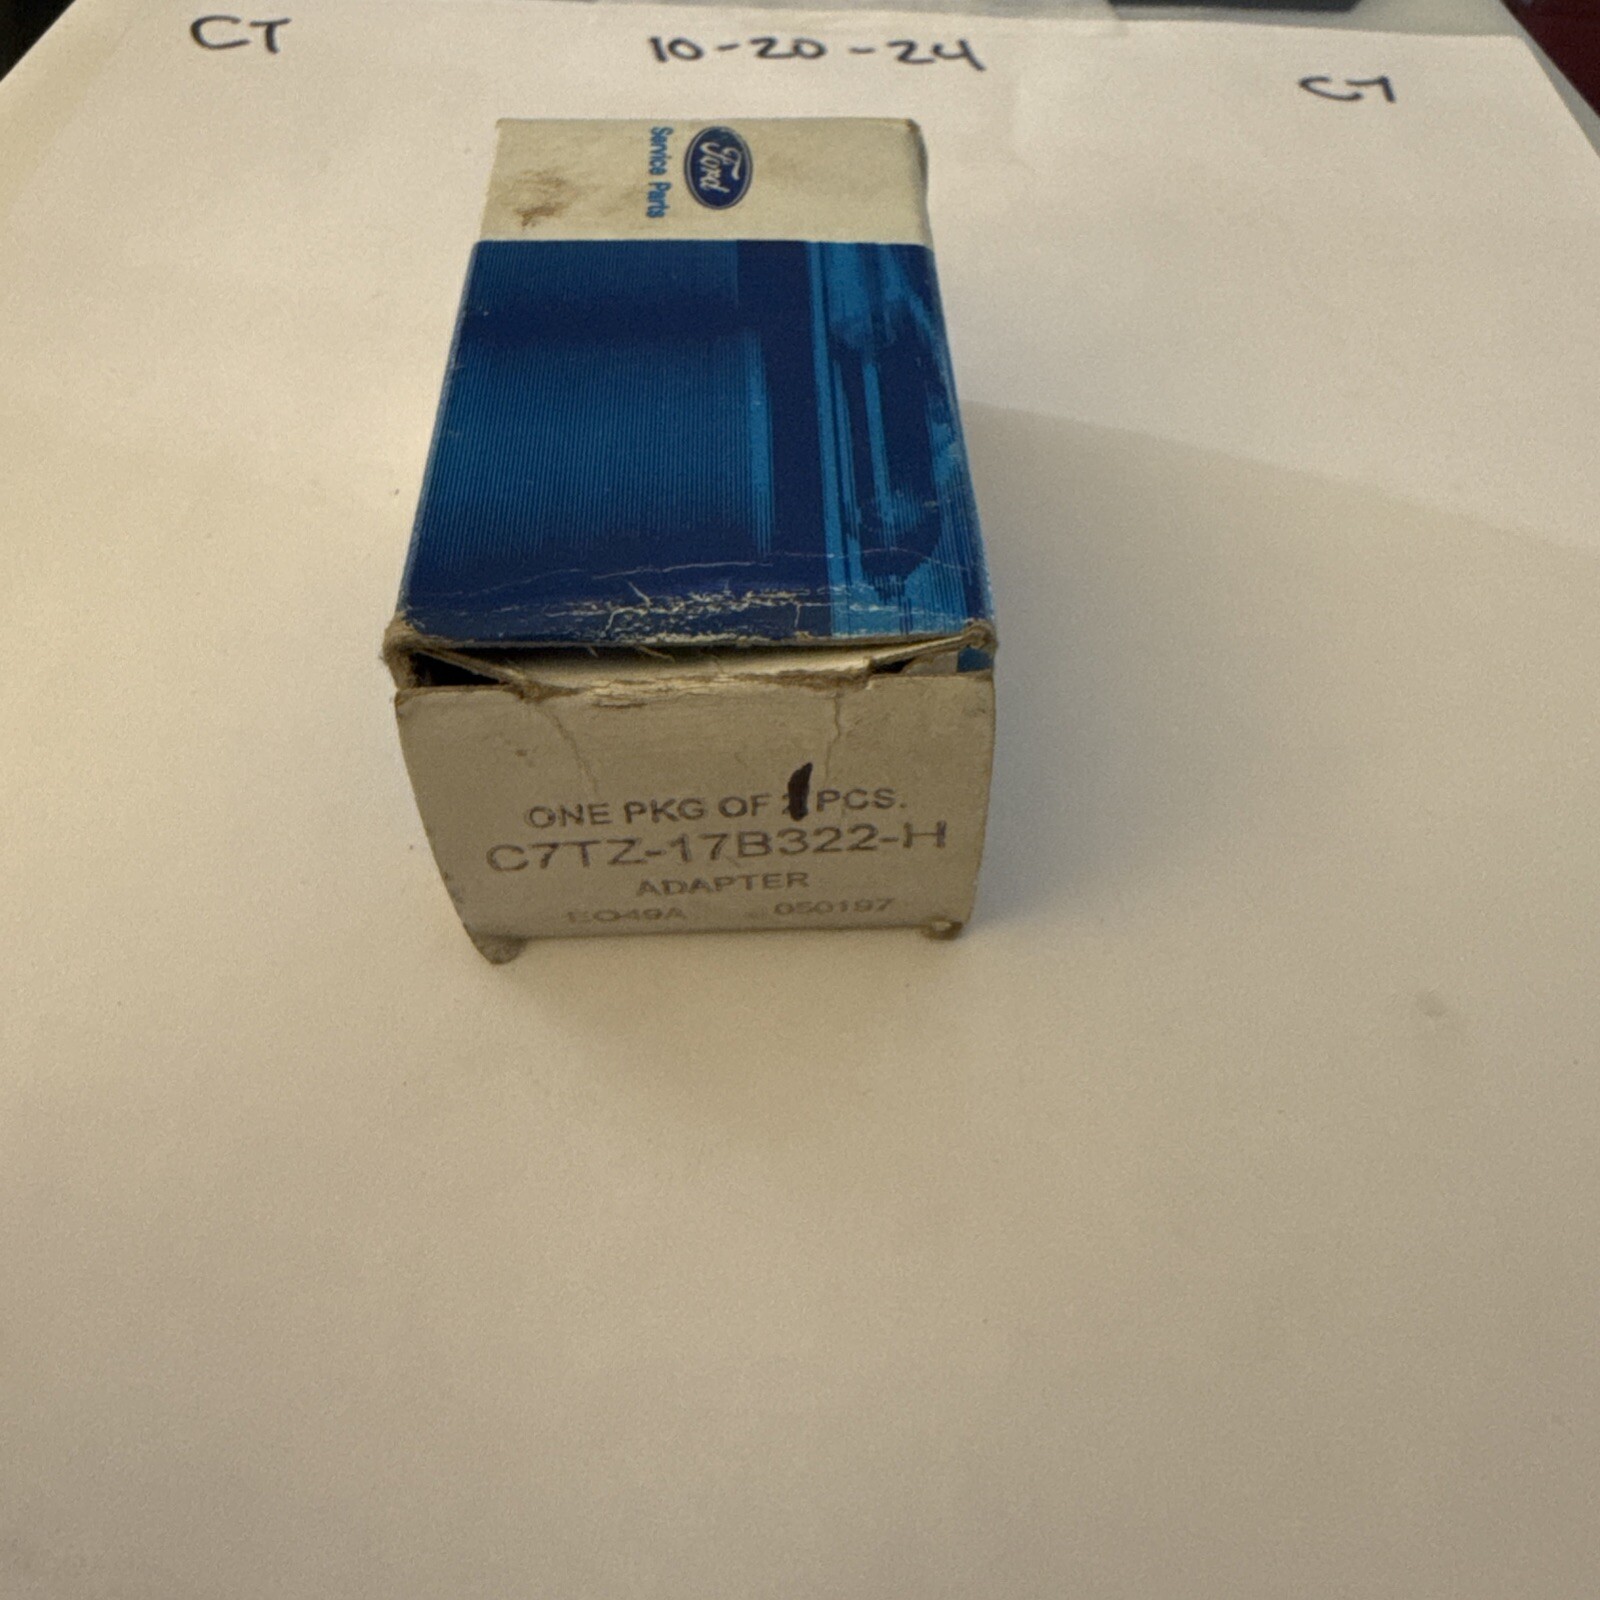 CT 10-20-24 CT
Ford
Service Parts
ONE PKG OF 1 PCS.
C7TZ-17B322-H
ADAPTER
050197